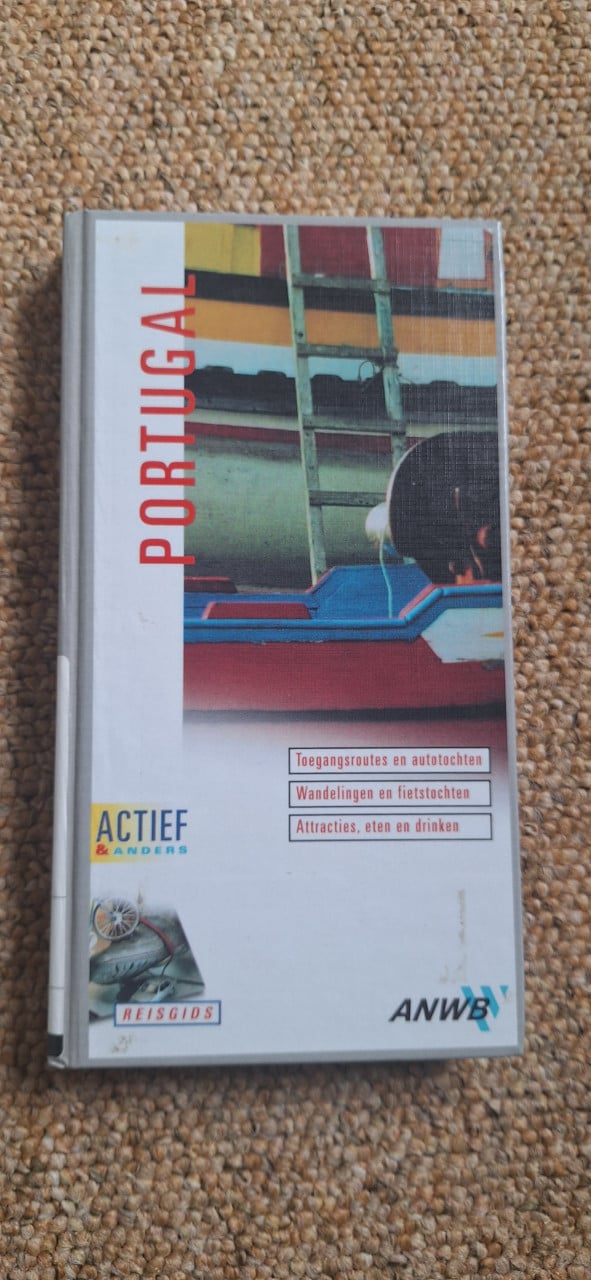 PORTUGAL
Toegangsroutes en autotochten
Wandelingen en fietstochten
Attracties, eten en drinken
ACTIEF
& ANDERS
REISGIDS
ANWB